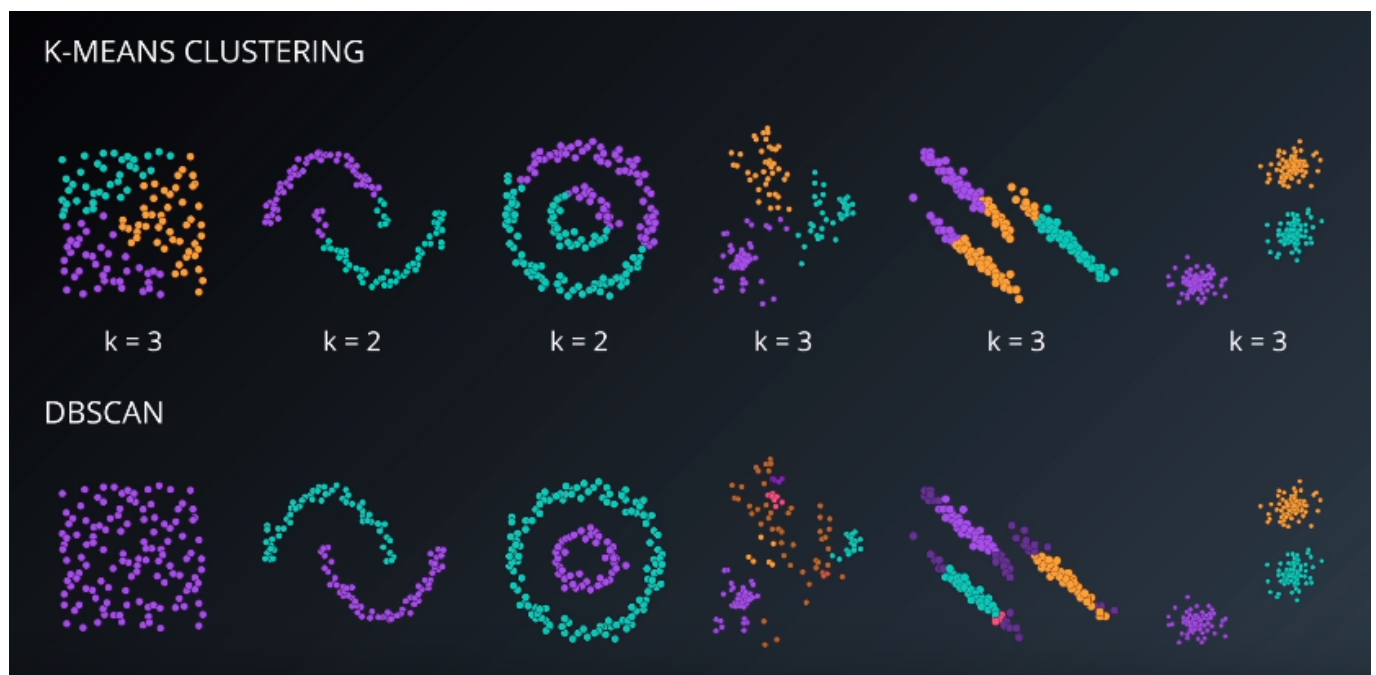 K-MEANS CLUSTERING
k = 3 k = 2 k = 2 k = 3 k = 3 k = 3
DBSCAN